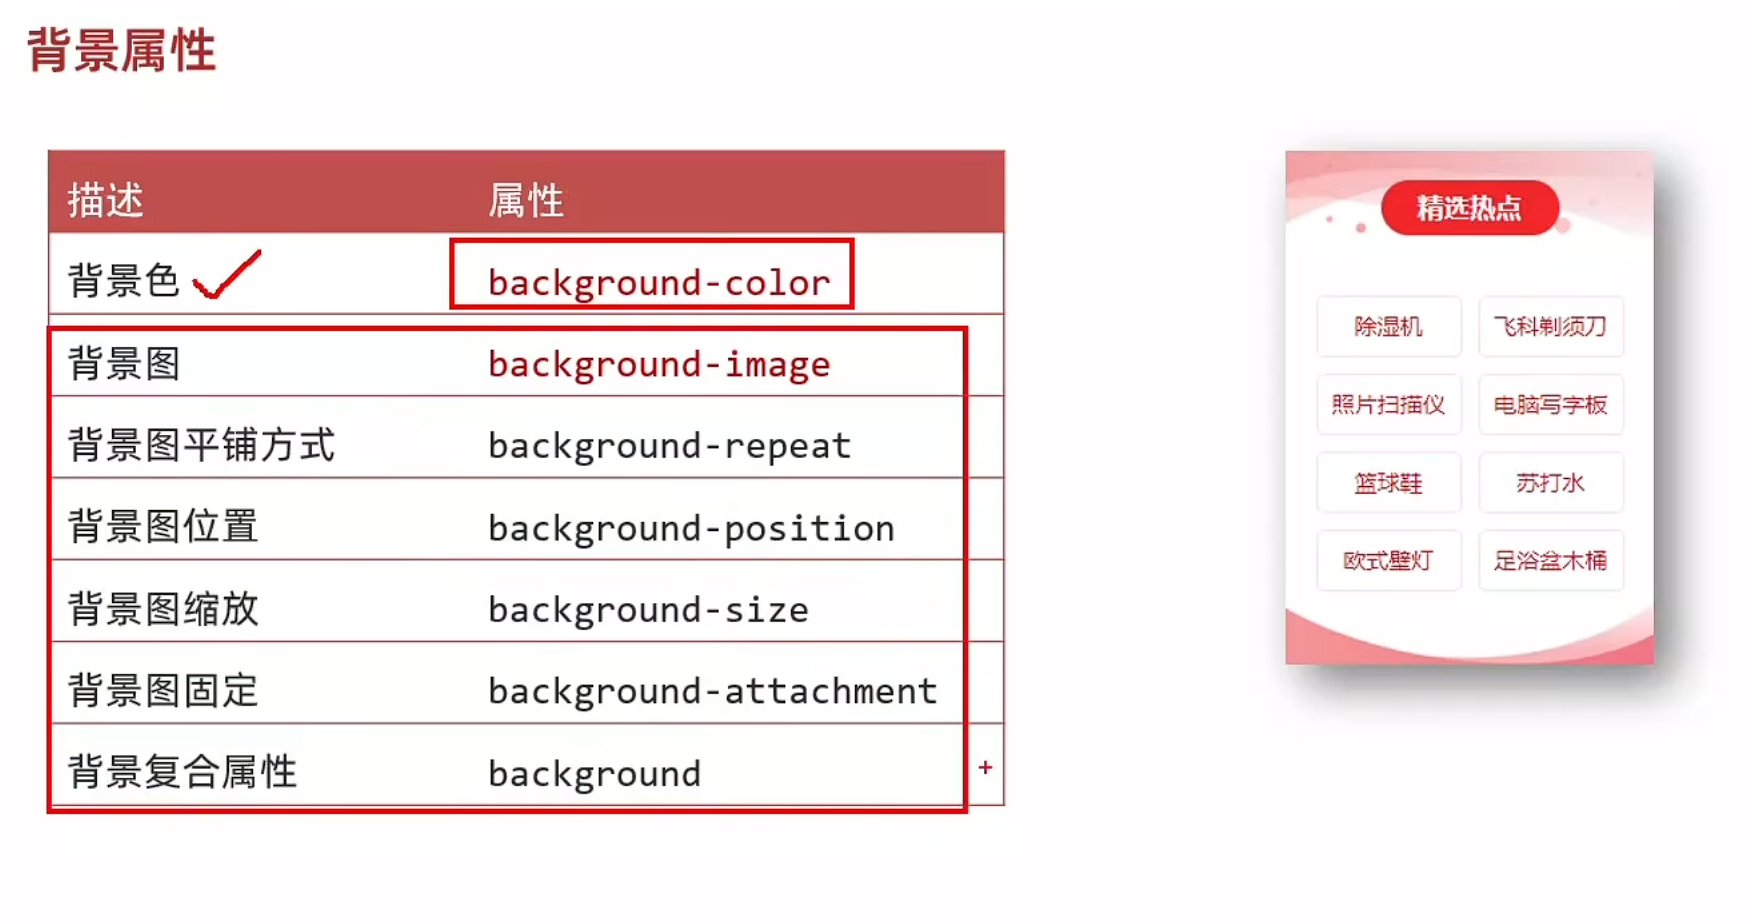 背景属性
描述 属性
背景色 background-color
背景图 background-image
背景图平铺方式 background-repeat
背景图位置 background-position
背景图缩放 background-size
背景图固定 background-attachment
背景复合属性 background
+
精选热点
除湿机 飞科剃须刀
照片扫描仪 电脑写字板
篮球鞋 苏打水
欧式壁灯 足浴盆木桶